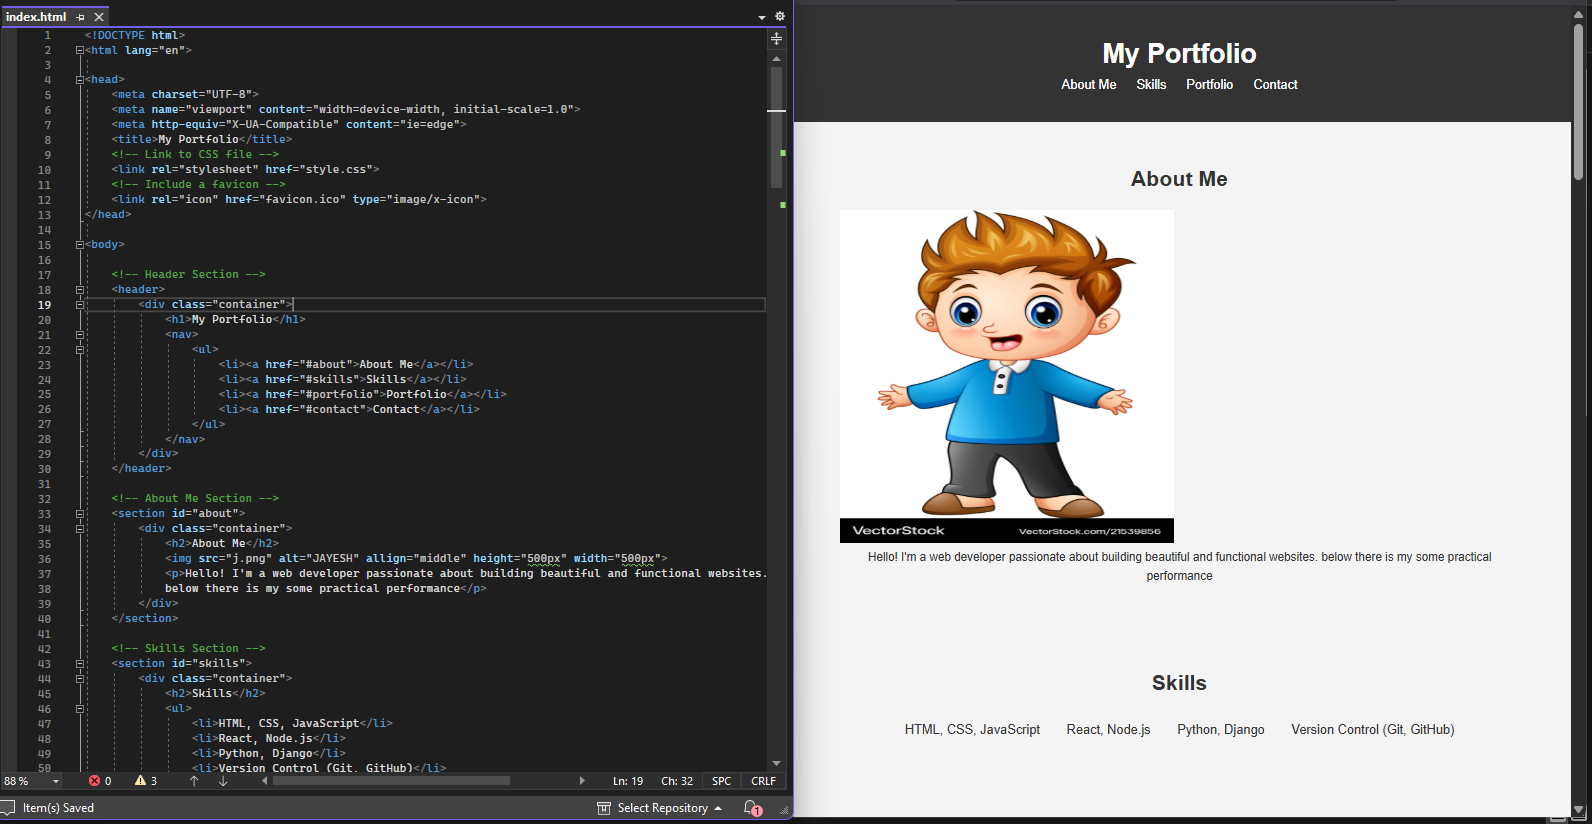 index.html
1 <!DOCTYPE html>
2 <html lang="en">
3
4 <head>
5 <meta charset="UTF-8">
6 <meta name="viewport" content="width=device-width, initial-scale=1.0">
7 <meta http-equiv="X-UA-Compatible" content="ie=edge">
8 <title>My Portfolio</title>
9 <!-- Link to CSS file -->
10 <link rel="stylesheet" href="style.css">
11 <!-- Include a favicon -->
12 <link rel="icon" href="favicon.ico" type="image/x-icon">
13 </head>
14
15 <body>
16
17 <!-- Header Section -->
18 <header>
19 <div class="container">
20 <h1>My Portfolio</h1>
21 <nav>
22 <ul>
23 <li><a href="#about">About Me</a></li>
24 <li><a href="#skills">Skills</a></li>
25 <li><a href="#portfolio">Portfolio</a></li>
26 <li><a href="#contact">Contact</a></li>
27 </ul>
28 </nav>
29 </div>
30 </header>
31
32 <!-- About Me Section -->
33 <section id="about">
34 <div class="container">
35 <h2>About Me</h2>
36 <img src="j.png" alt="JAYESH" allign="middle" height="500px" width="500px">
37 <p>Hello! I'm a web developer passionate about building beautiful and functional websites.
38 below there is my some practical performance</p>
39 </div>
40 </section>
41
42 <!-- Skills Section -->
43 <section id="skills">
44 <div class="container">
45 <h2>Skills</h2>
46 <ul>
47 <li>HTML, CSS, JavaScript</li>
48 <li>React, Node.js</li>
49 <li>Python, Django</li>
50 <li>Version Control (Git, GitHub)</li>
88 % 0 3 Ln: 19 Ch: 32 SPC CRLF
Item(s) Saved Select Repository 1
My Portfolio
About Me Skills Portfolio Contact
About Me
VectorStock VectorStock.com/21539856
Hello! I'm a web developer passionate about building beautiful and functional websites. below there is my some practical
performance
Skills
HTML, CSS, JavaScript React, Node.js Python, Django Version Control (Git, GitHub)